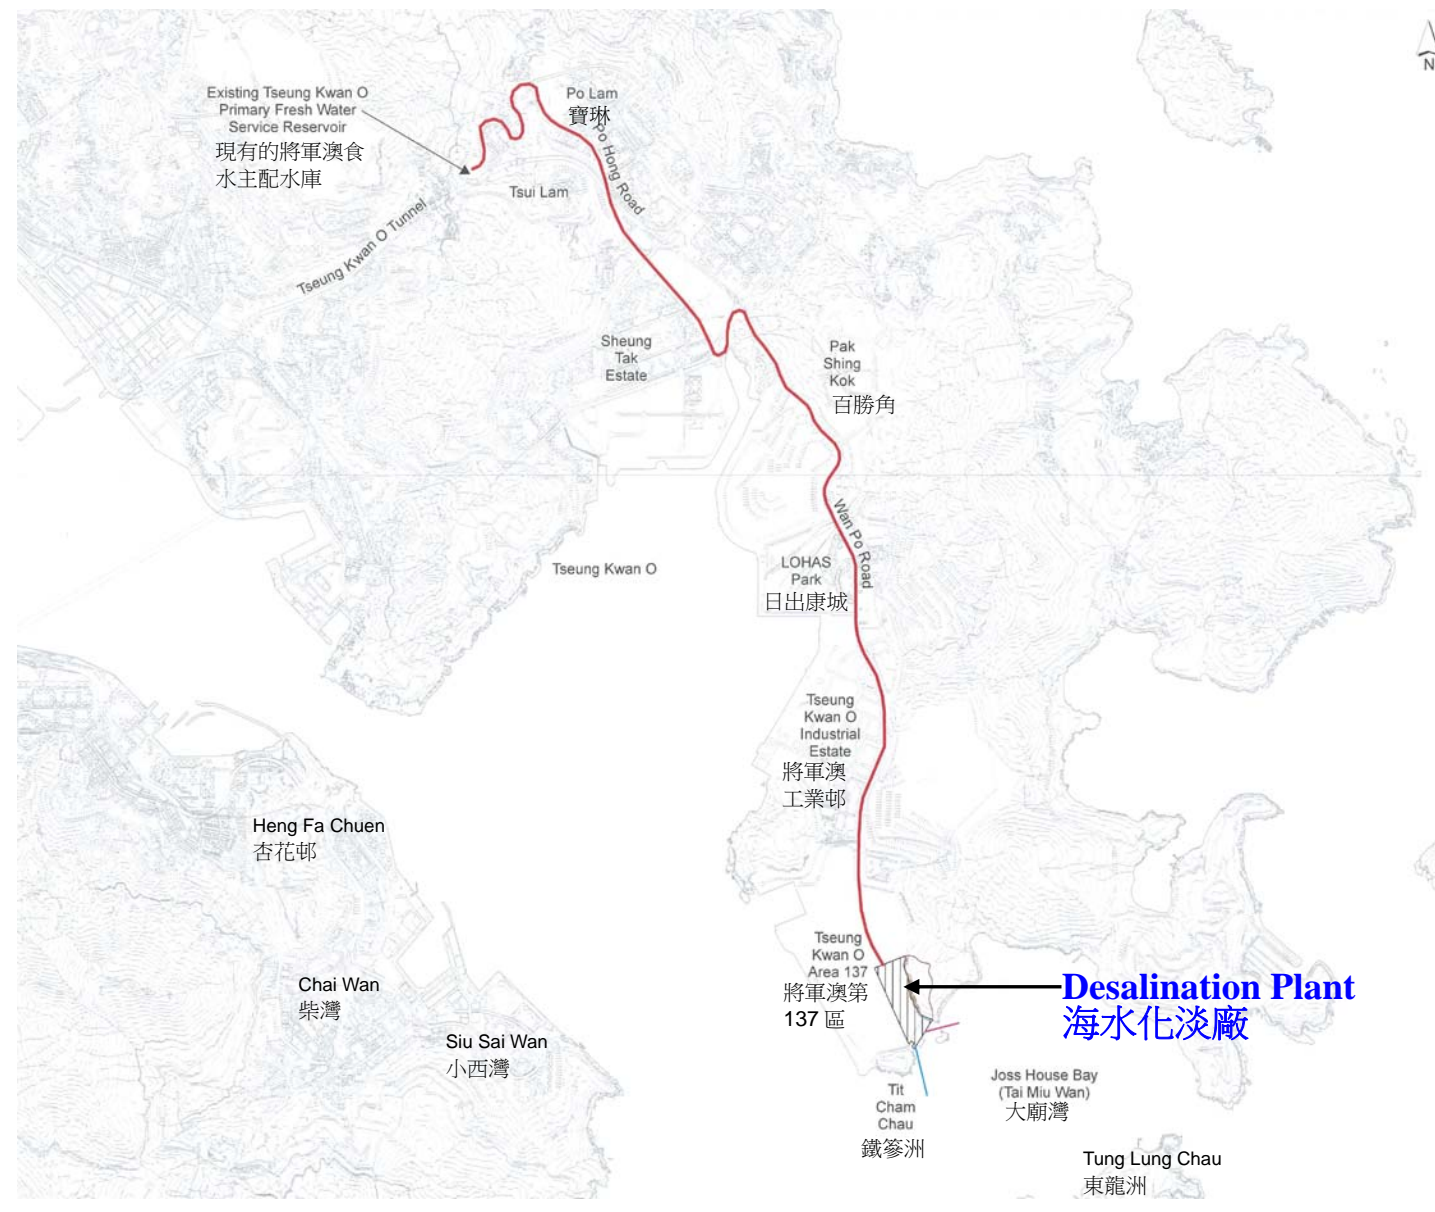 N
Existing Tseung Kwan O
Primary Fresh Water
Service Reservoir
現有的將軍澳食
水主配水庫
Po Lam
寶琳
Po Hong Road
Tsui Lam
Tseung Kwan O Tunnel
Sheung
Tak
Estate
Pak
Shing
Kok
百勝角
Wan Po Road
Tseung Kwan O
LOHAS
Park
日出康城
Tseung
Kwan O
Industrial
Estate
將軍澳
工業邨
Heng Fa Chuen
杏花邨
Tseung
Kwan O
Area 137
將軍澳第
137 區
Desalination Plant
海水化淡廠
Chai Wan
柴灣
Siu Sai Wan
小西灣
Joss House Bay
(Tai Miu Wan)
大廟灣
Tit
Cham
Chau
鐵篸洲
Tung Lung Chau
東龍洲